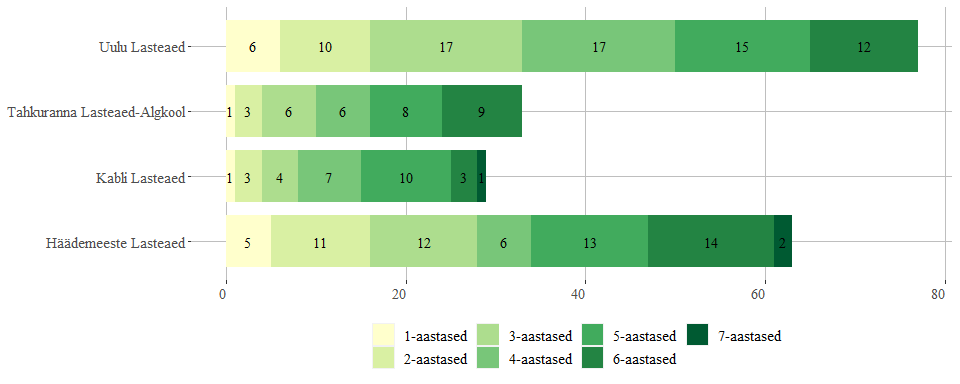 Uulu Lasteaed
6 10 17 17 15 12
Tahkuranna Lasteaed-Algkool
1 3 6 6 8 9
Kabli Lasteaed
1 3 4 7 10 3 1
Häädemeeste Lasteaed
5 11 12 6 13 14 2
0 20 40 60 80
1-aastased 3-aastased 5-aastased 7-aastased
2-aastased 4-aastased 6-aastased